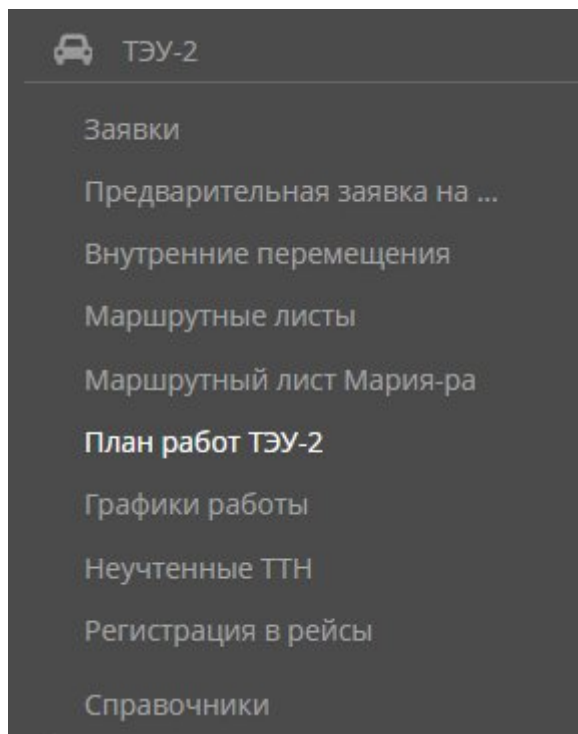 ТЭУ-2
Заявки
Предварительная заявка на ...
Внутренние перемещения
Маршрутные листы
Маршрутный лист Мария-ра
План работ ТЭУ-2
Графики работы
Неучтенные ТТН
Регистрация в рейсы
Справочники